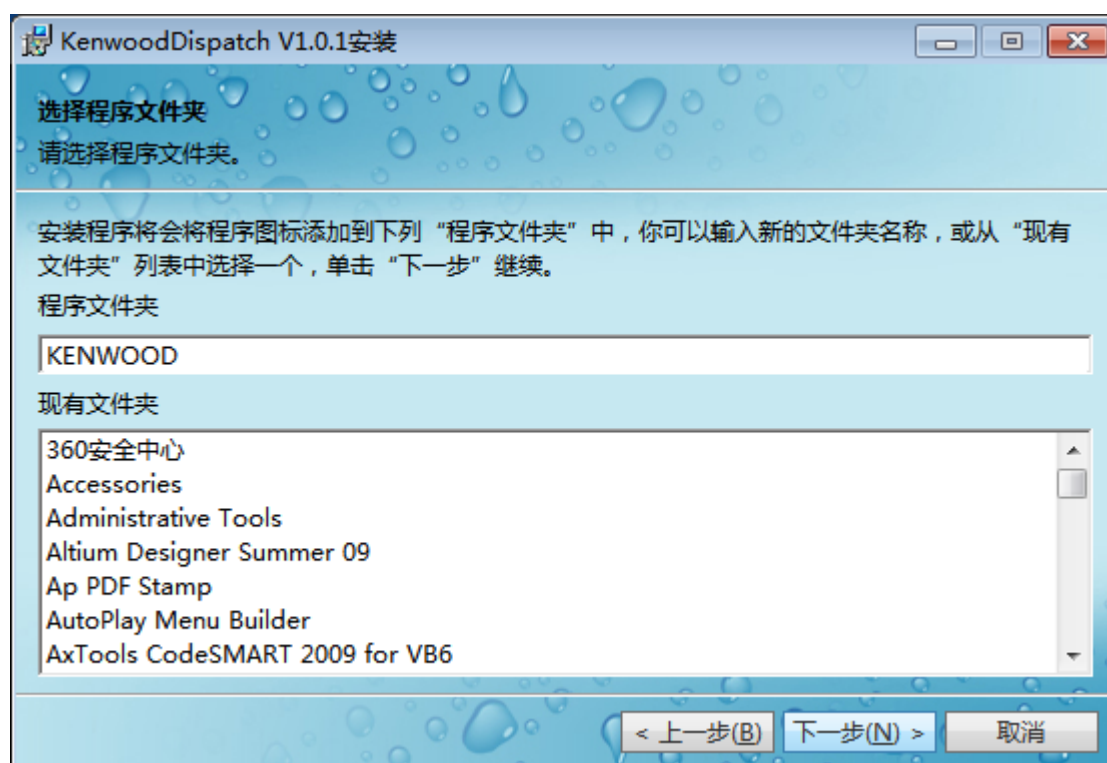 KenwoodDispatch V1.0.1安装
选择程序文件夹
请选择程序文件夹。
安装程序将会将程序图标添加到下列“程序文件夹”中，你可以输入新的文件夹名称，或从“现有
文件夹”列表中选择一个，单击“下一步”继续。
程序文件夹
KENWOOD
现有文件夹
360安全中心
Accessories
Administrative Tools
Altium Designer Summer 09
Ap PDF Stamp
AutoPlay Menu Builder
AxTools CodeSMART 2009 for VB6
< 上一步(B) 下一步(N) > 取消